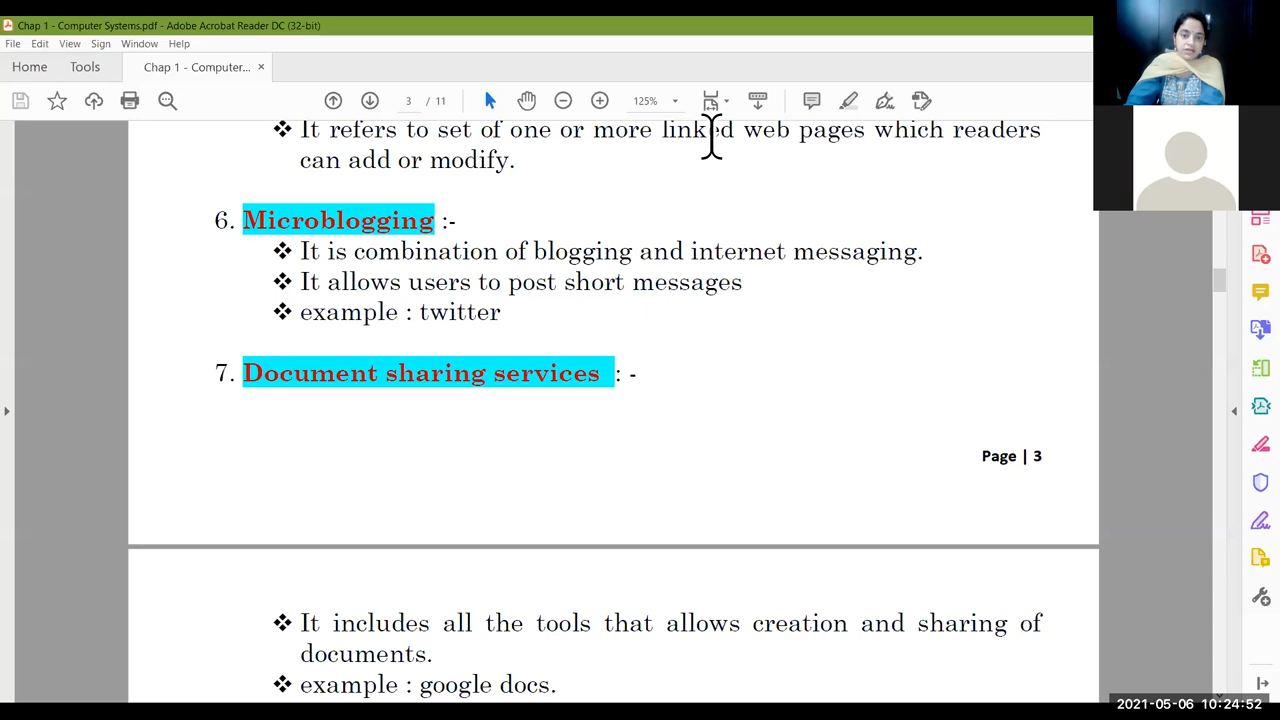 Chap 1 - Computer Systems.pdf - Adobe Acrobat Reader DC (32-bit)
File Edit View Sign Window Help
Home Tools Chap 1 - Computer... ×
3 / 11 125%
❖ It refers to set of one or more linked web pages which readers
can add or modify.
6. Microblogging :-
❖ It is combination of blogging and internet messaging.
❖ It allows users to post short messages
❖ example : twitter
7. Document sharing services : -
Page | 3
❖ It includes all the tools that allows creation and sharing of
documents.
❖ example : google docs.
2021-05-06 10:24:52